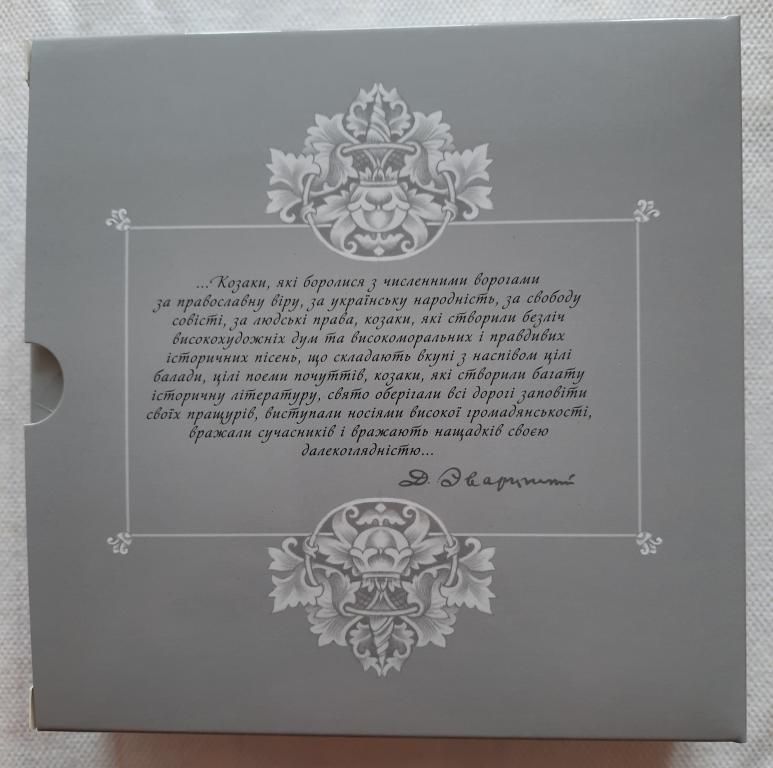 ...Козаки, які боролися з численними ворогами
за православну віру, за українську народність, за свободу
совісті, за людські права, козаки, які створили безліч
високохудожніх дум та високоморальних і правдивих
історичних пісень, що складають вкупі з наспівом цілі
балади, цілі поеми почуттів, козаки, які створили багату
історичну літературу, свято оберігали всі дорогі заповіти
своїх пращурів, виступали носіями високої громадянськості,
вражали сучасників і вражають нащадків своєю
далекоглядністю...
Д. Эварницкий